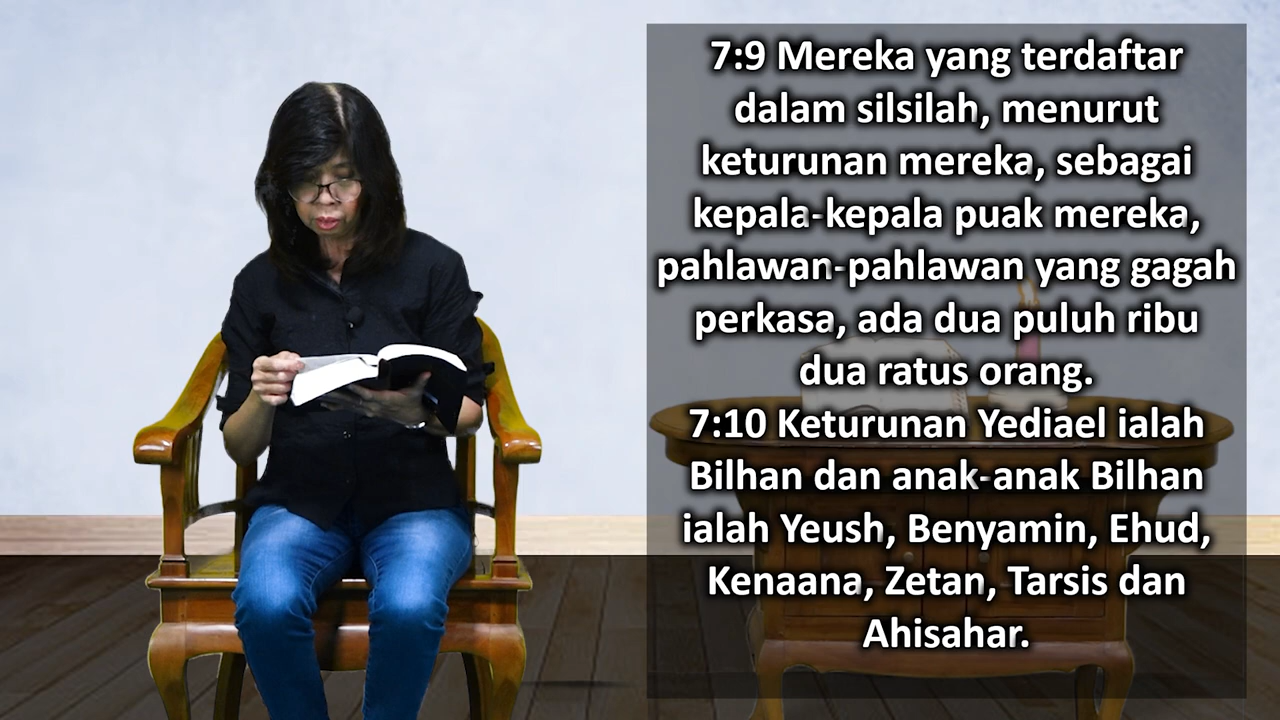 7:9 Mereka yang terdaftar
dalam silsilah, menurut
keturunan mereka, sebagai
kepala-kepala puak mereka,
pahlawan-pahlawan yang gagah
perkasa, ada dua puluh ribu
dua ratus orang.
7:10 Keturunan Yediael ialah
Bilhan dan anak-anak Bilhan
ialah Yeush, Benyamin, Ehud,
Kenaana, Zetan, Tarsis dan
Ahisahar.